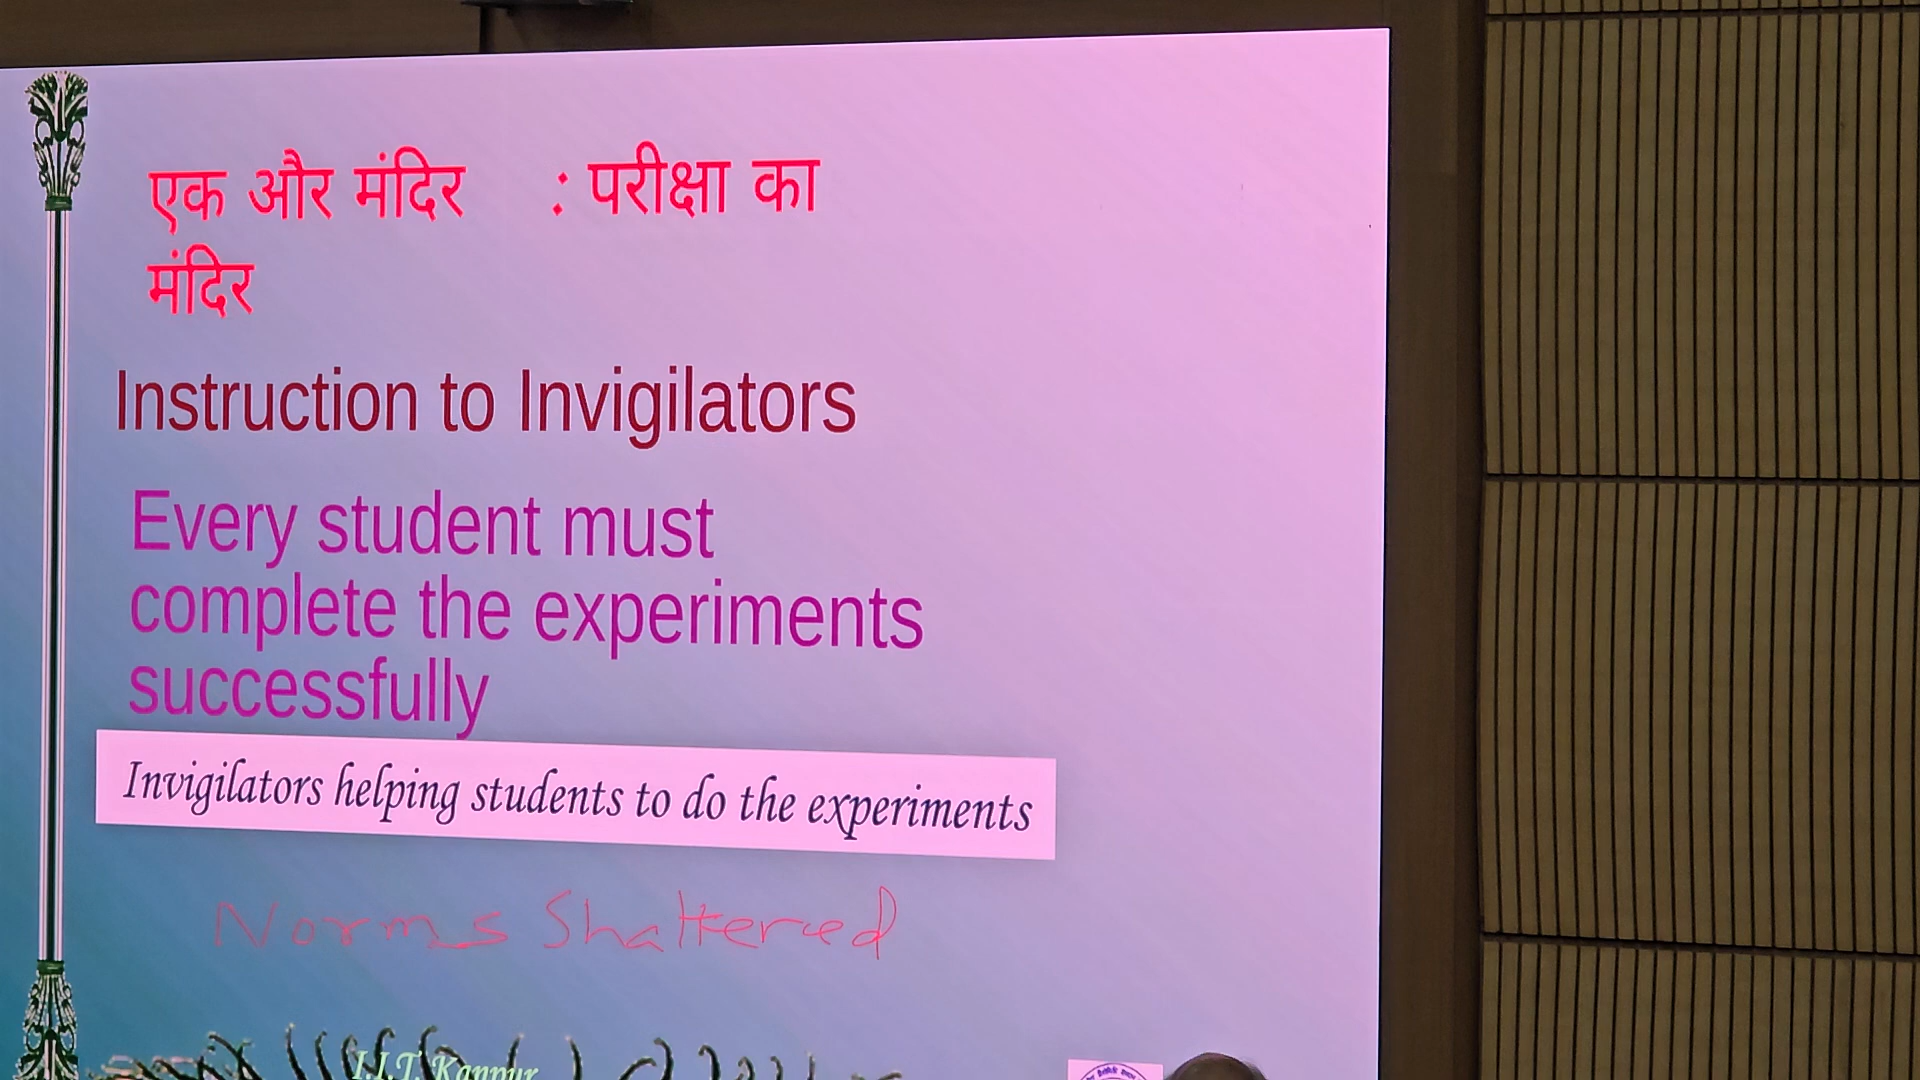 एक और मंदिर : परीक्षा का
मंदिर
Instruction to Invigilators
Every student must
complete the experiments
successfully
Invigilators helping students to do the experiments
Norms Shattered
I.I.T. Kanpur